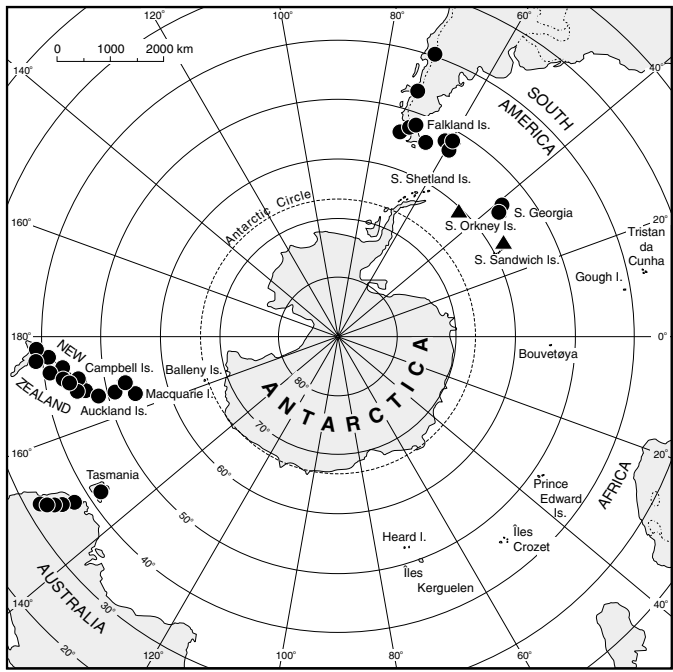 120°
100°
80°
60°
0 1000 2000 km
140°
40°
SOUTH
AMERICA
Falkland Is.
S. Shetland Is.
Antarctic Circle
S. Georgia
S. Orkney Is.
160°
20°
Tristan
da
Cunha
S. Sandwich Is.
Gough I.
180°
0°
NEW
ZEALAND
Campbell Is.
Balleny Is.
Macquarie I.
Auckland Is.
Bouvetøya
ANTARCTICA
80°
70°
60°
50°
40°
30°
20°
160°
20°
Tasmania
AFRICA
Prince
Edward
Is.
Heard I.
Îles
Crozet
Îles
Kerguelen
AUSTRALIA
140°
40°
120°
100°
80°
60°